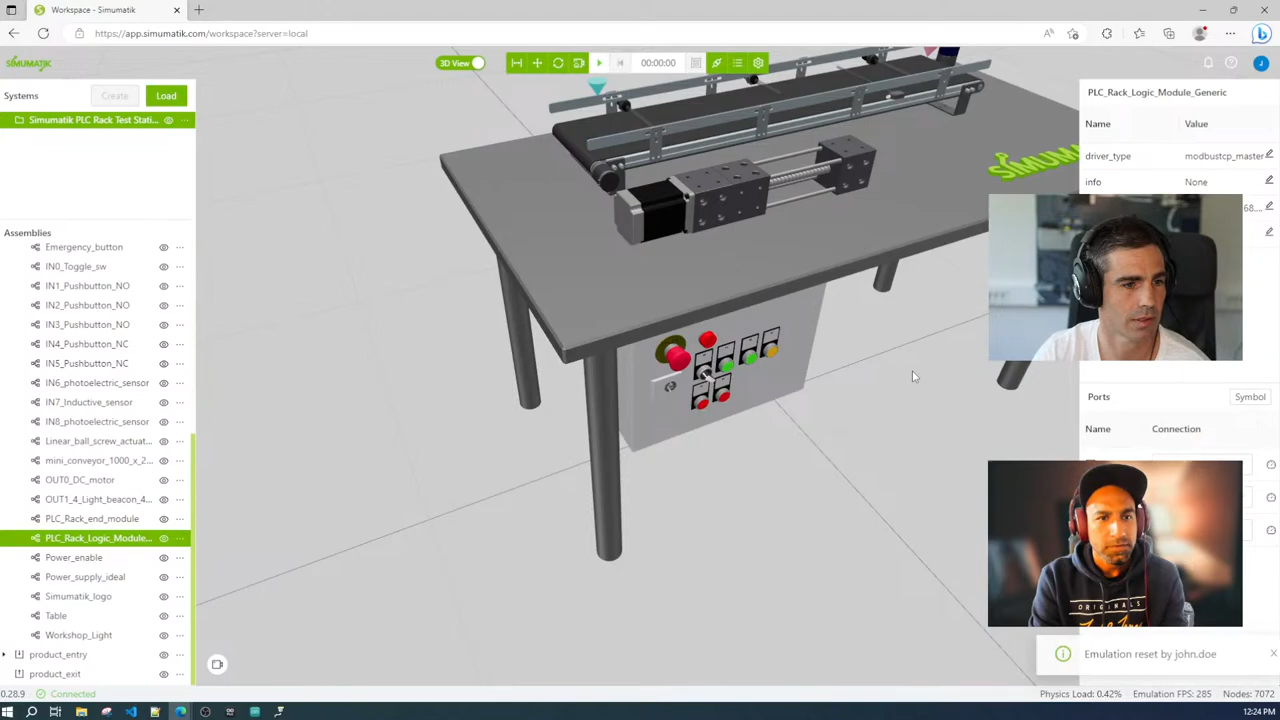 Workspace - Simumatik
https://app.simumatik.com/workspace?server=local
SIMUMATIK
3D View
00:00:00
Systems
Create
Load
Simumatik PLC Rack Test Stati...
Assemblies
Emergency_button
IN0_Toggle_sw
IN1_Pushbutton_NO
IN2_Pushbutton_NO
IN3_Pushbutton_NO
IN4_Pushbutton_NC
IN5_Pushbutton_NC
IN6_photoelectric_sensor
IN7_Inductive_sensor
IN8_photoelectric_sensor
Linear_ball_screw_actuat...
mini_conveyor_1000_x_2...
OUT0_DC_motor
OUT1_4_Light_beacon_4...
PLC_Rack_end_module
PLC_Rack_Logic_Module...
Power_enable
Power_supply_ideal
Simumatik_logo
Table
Workshop_Light
product_entry
product_exit
0.28.9
Connected
SIMUM
PLC_Rack_Logic_Module_Generic
Name
Value
driver_type
modbustcp_master
info
None
68...
Ports
Symbol
Name
Connection
ORIGINALS
Emulation reset by john.doe
Physics Load: 0.42%
Emulation FPS: 285
Nodes: 7072
12:24 PM